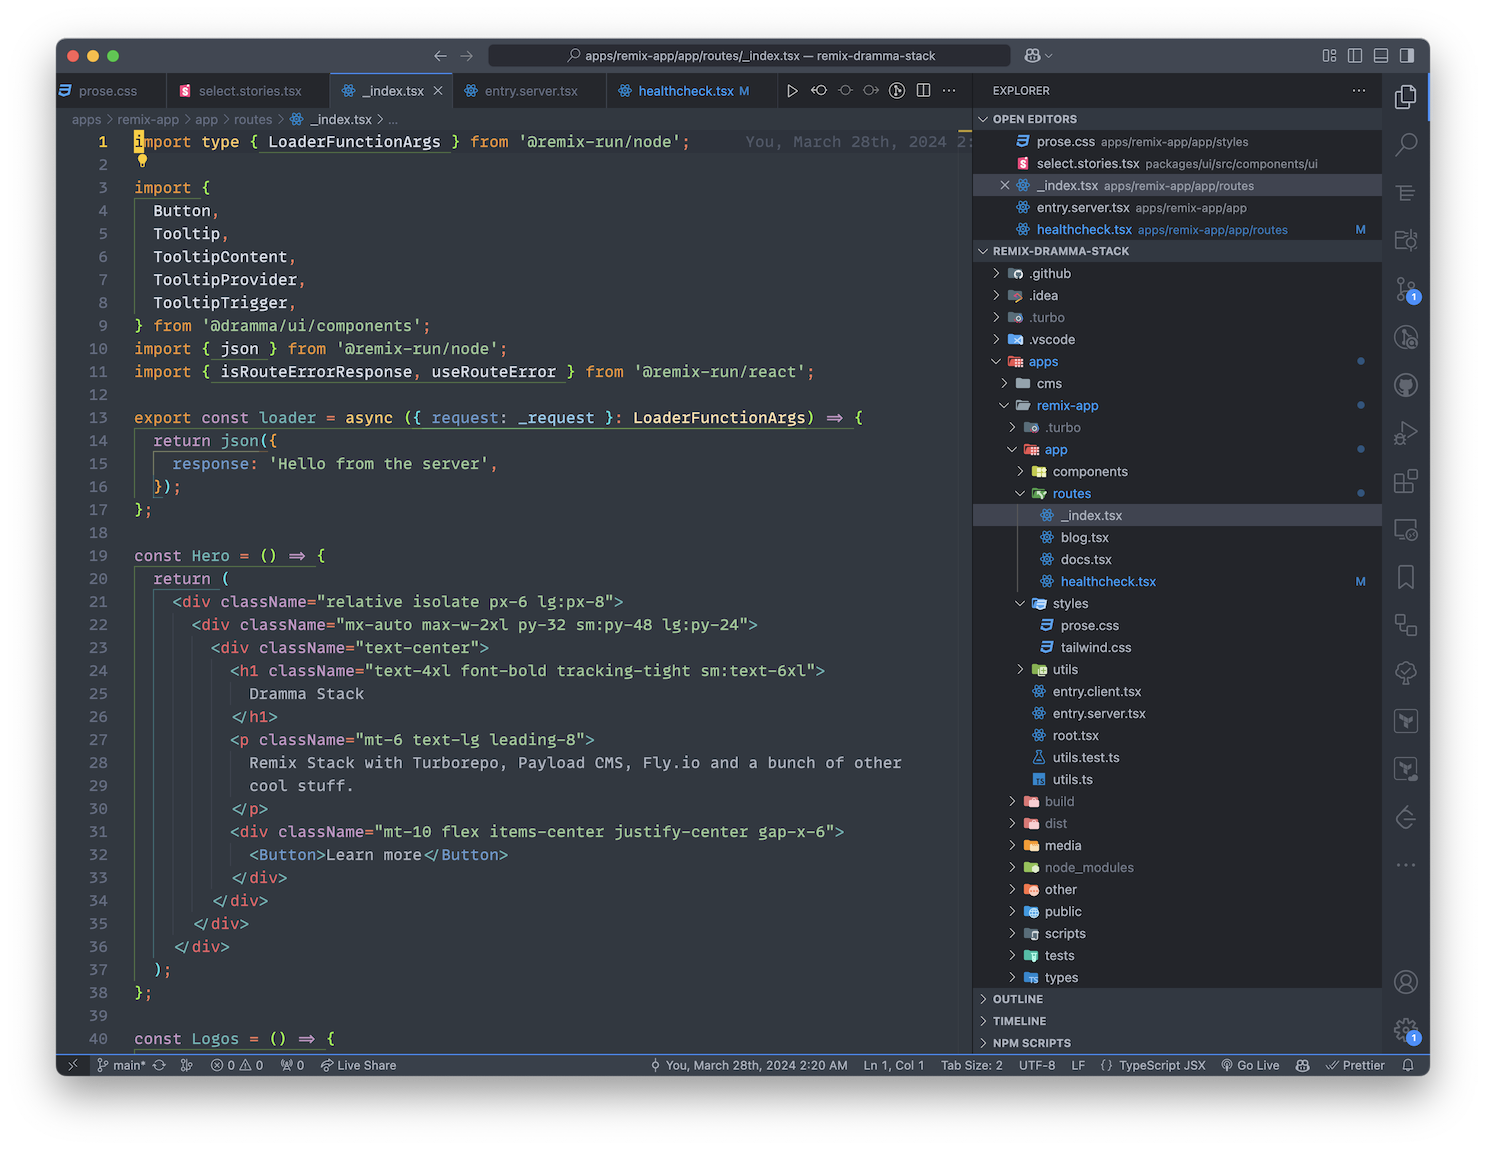 apps/remix-app/app/routes/_index.tsx — remix-dramma-stack
prose.css
select.stories.tsx
_index.tsx
entry.server.tsx
healthcheck.tsx M
apps > remix-app > app > routes > _index.tsx > ...
1 import type { LoaderFunctionArgs } from '@remix-run/node'; You, March 28th, 2024 2:
2
3 import {
4 Button,
5 Tooltip,
6 TooltipContent,
7 TooltipProvider,
8 TooltipTrigger,
9 } from '@dramma/ui/components';
10 import { json } from '@remix-run/node';
11 import { isRouteErrorResponse, useRouteError } from '@remix-run/react';
12
13 export const loader = async ({ request: _request }: LoaderFunctionArgs) => {
14 return json({
15 response: 'Hello from the server',
16 });
17 };
18
19 const Hero = () => {
20 return (
21 <div className="relative isolate px-6 lg:px-8">
22 <div className="mx-auto max-w-2xl py-32 sm:py-48 lg:py-24">
23 <div className="text-center">
24 <h1 className="text-4xl font-bold tracking-tight sm:text-6xl">
25 Dramma Stack
26 </h1>
27 <p className="mt-6 text-lg leading-8">
28 Remix Stack with Turborepo, Payload CMS, Fly.io and a bunch of other
29 cool stuff.
30 </p>
31 <div className="mt-10 flex items-center justify-center gap-x-6">
32 <Button>Learn more</Button>
33 </div>
34 </div>
35 </div>
36 </div>
37 );
38 };
39
40 const Logos = () => {
EXPLORER
OPEN EDITORS
prose.css apps/remix-app/app/styles
select.stories.tsx packages/ui/src/components/ui
_index.tsx apps/remix-app/app/routes
entry.server.tsx apps/remix-app/app
healthcheck.tsx apps/remix-app/app/routes M
REMIX-DRAMMA-STACK
.github
.idea
.turbo
.vscode
apps
cms
remix-app
.turbo
app
components
routes
_index.tsx
blog.tsx
docs.tsx
healthcheck.tsx M
styles
prose.css
tailwind.css
utils
entry.client.tsx
entry.server.tsx
root.tsx
utils.test.ts
TS utils.ts
build
dist
media
node_modules
other
public
scripts
tests
TS types
OUTLINE
TIMELINE
NPM SCRIPTS
1
1
main* 0 0 0 Live Share You, March 28th, 2024 2:20 AM Ln 1, Col 1 Tab Size: 2 UTF-8 LF {} TypeScript JSX Go Live Prettier